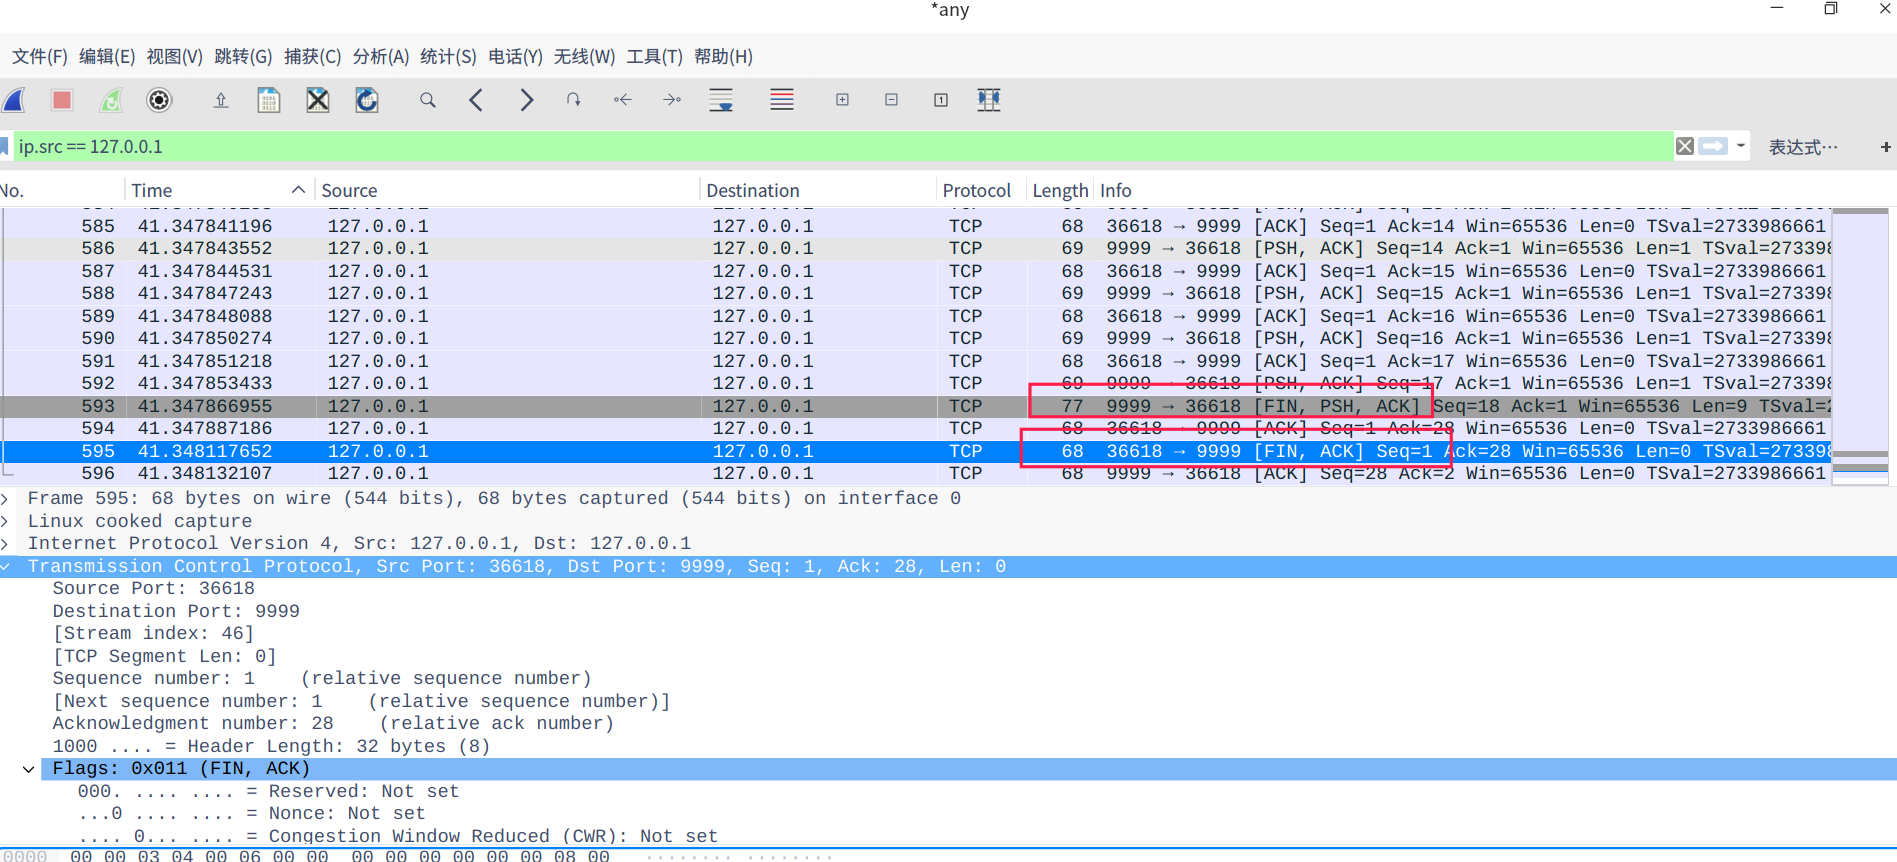 *any
文件(F) 编辑(E) 视图(V) 跳转(G) 捕获(C) 分析(A) 统计(S) 电话(Y) 无线(W) 工具(T) 帮助(H)
ip.src == 127.0.0.1 表达式… +
No. Time Source Destination Protocol Length Info
585 41.347841196 127.0.0.1 127.0.0.1 TCP 68 36618 → 9999 [ACK] Seq=1 Ack=14 Win=65536 Len=0 TSval=2733986661
586 41.347843552 127.0.0.1 127.0.0.1 TCP 69 9999 → 36618 [PSH, ACK] Seq=14 Ack=1 Win=65536 Len=1 TSval=273398
587 41.347844531 127.0.0.1 127.0.0.1 TCP 68 36618 → 9999 [ACK] Seq=1 Ack=15 Win=65536 Len=0 TSval=2733986661
588 41.347847243 127.0.0.1 127.0.0.1 TCP 69 9999 → 36618 [PSH, ACK] Seq=15 Ack=1 Win=65536 Len=1 TSval=273398
589 41.347848088 127.0.0.1 127.0.0.1 TCP 68 36618 → 9999 [ACK] Seq=1 Ack=16 Win=65536 Len=0 TSval=2733986661
590 41.347850274 127.0.0.1 127.0.0.1 TCP 69 9999 → 36618 [PSH, ACK] Seq=16 Ack=1 Win=65536 Len=1 TSval=273398
591 41.347851218 127.0.0.1 127.0.0.1 TCP 68 36618 → 9999 [ACK] Seq=1 Ack=17 Win=65536 Len=0 TSval=2733986661
592 41.347853433 127.0.0.1 127.0.0.1 TCP 69 9999 → 36618 [PSH, ACK] Seq=17 Ack=1 Win=65536 Len=1 TSval=273398
593 41.347866955 127.0.0.1 127.0.0.1 TCP 77 9999 → 36618 [FIN, PSH, ACK] Seq=18 Ack=1 Win=65536 Len=9 TSval=2
594 41.347887186 127.0.0.1 127.0.0.1 TCP 68 36618 → 9999 [ACK] Seq=1 Ack=28 Win=65536 Len=0 TSval=2733986661
595 41.348117652 127.0.0.1 127.0.0.1 TCP 68 36618 → 9999 [FIN, ACK] Seq=1 Ack=28 Win=65536 Len=0 TSval=273398
596 41.348132107 127.0.0.1 127.0.0.1 TCP 68 9999 → 36618 [ACK] Seq=28 Ack=2 Win=65536 Len=0 TSval=2733986661
Frame 595: 68 bytes on wire (544 bits), 68 bytes captured (544 bits) on interface 0
Linux cooked capture
Internet Protocol Version 4, Src: 127.0.0.1, Dst: 127.0.0.1
Transmission Control Protocol, Src Port: 36618, Dst Port: 9999, Seq: 1, Ack: 28, Len: 0
Source Port: 36618
Destination Port: 9999
[Stream index: 46]
[TCP Segment Len: 0]
Sequence number: 1 (relative sequence number)
[Next sequence number: 1 (relative sequence number)]
Acknowledgment number: 28 (relative ack number)
1000 .... = Header Length: 32 bytes (8)
Flags: 0x011 (FIN, ACK)
000. .... .... = Reserved: Not set
...0 .... .... = Nonce: Not set
.... 0... .... = Congestion Window Reduced (CWR): Not set
0000 00 00 03 04 00 06 00 00 00 00 00 00 00 00 08 00 ........ ........